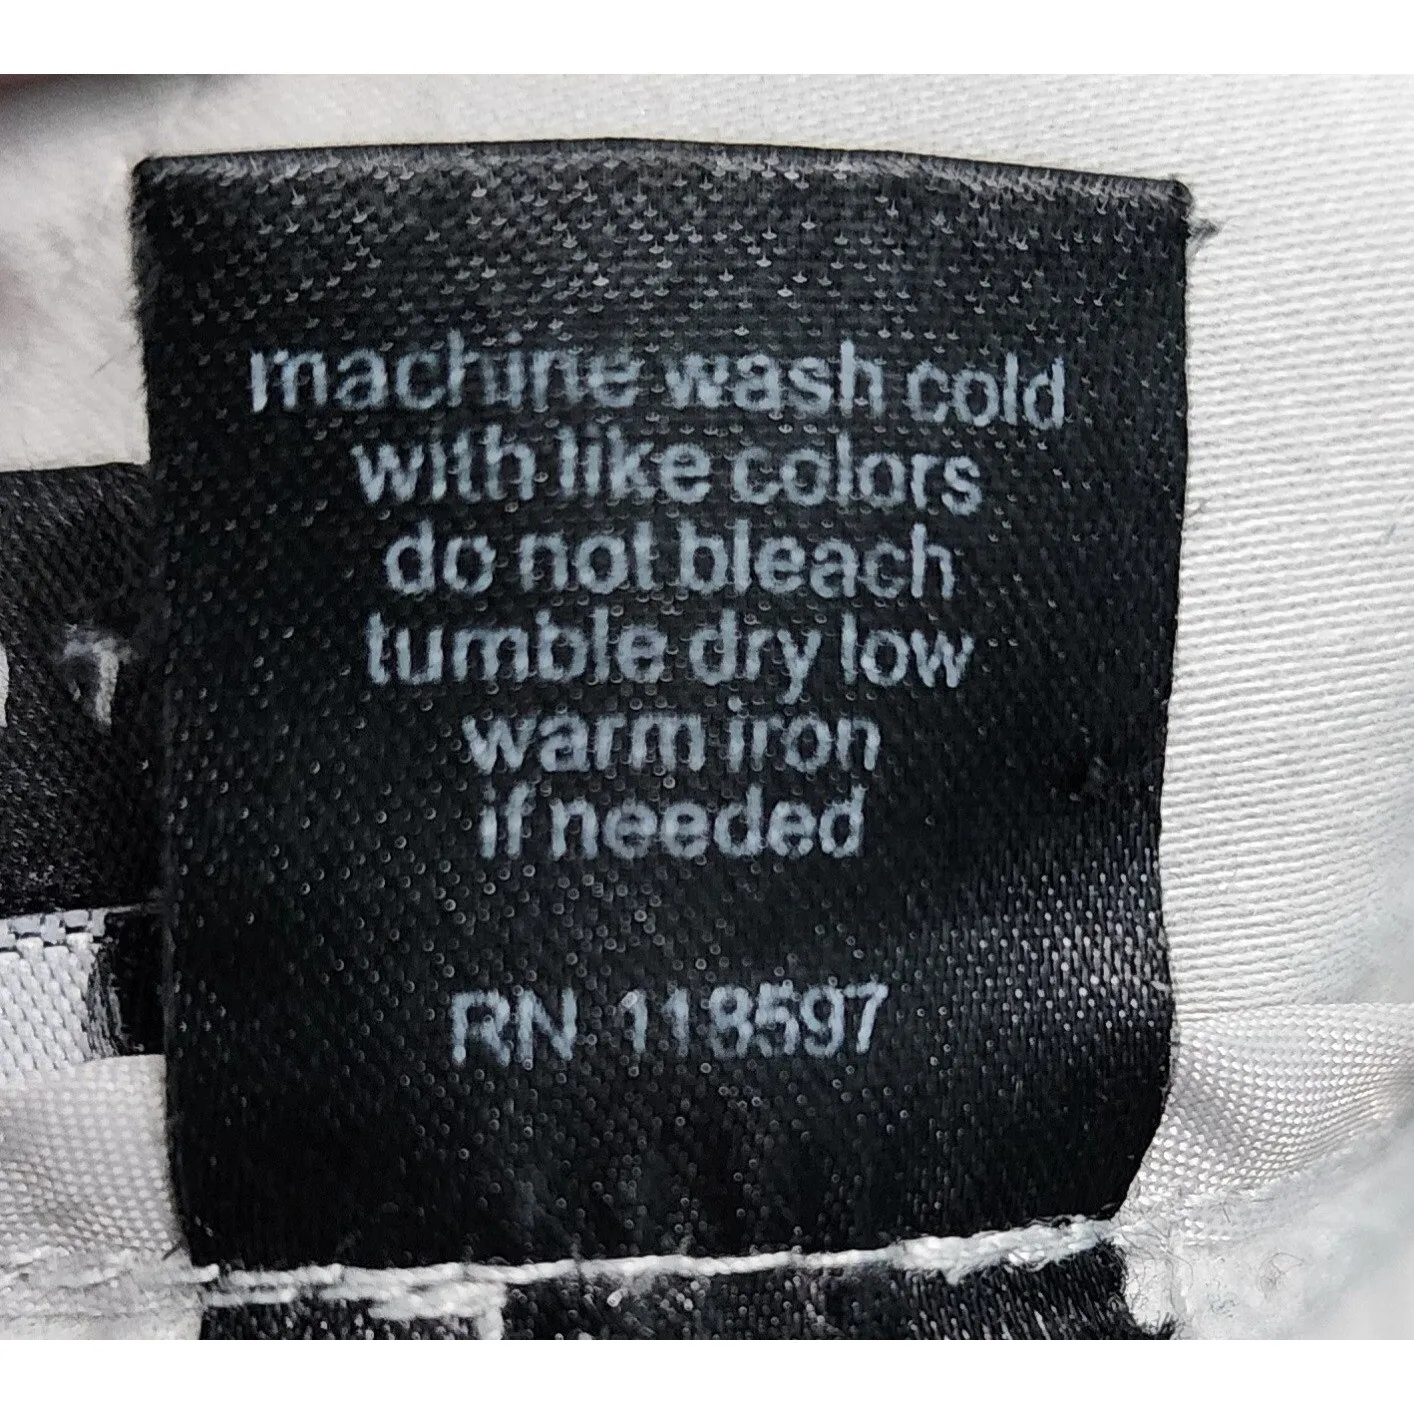 machine wash cold
with like colors
do not bleach
tumble dry low
warm iron
if needed
RN 118597